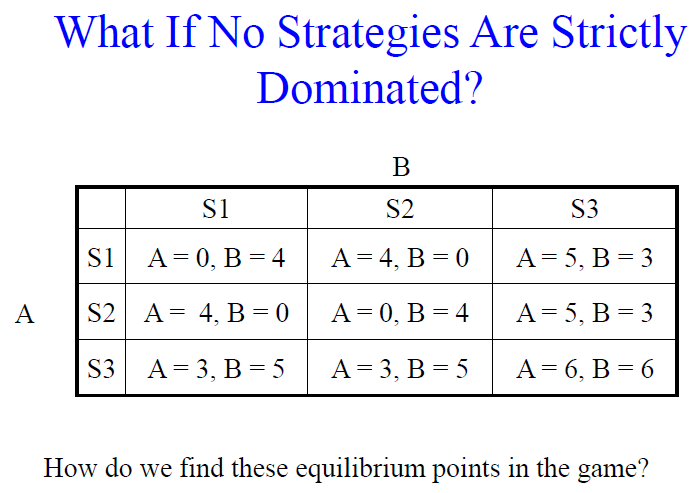 What If No Strategies Are Strictly
Dominated?
B
S1 S2 S3
S1 A = 0, B = 4 A = 4, B = 0 A = 5, B = 3
A S2 A = 4, B = 0 A = 0, B = 4 A = 5, B = 3
S3 A = 3, B = 5 A = 3, B = 5 A = 6, B = 6
How do we find these equilibrium points in the game?